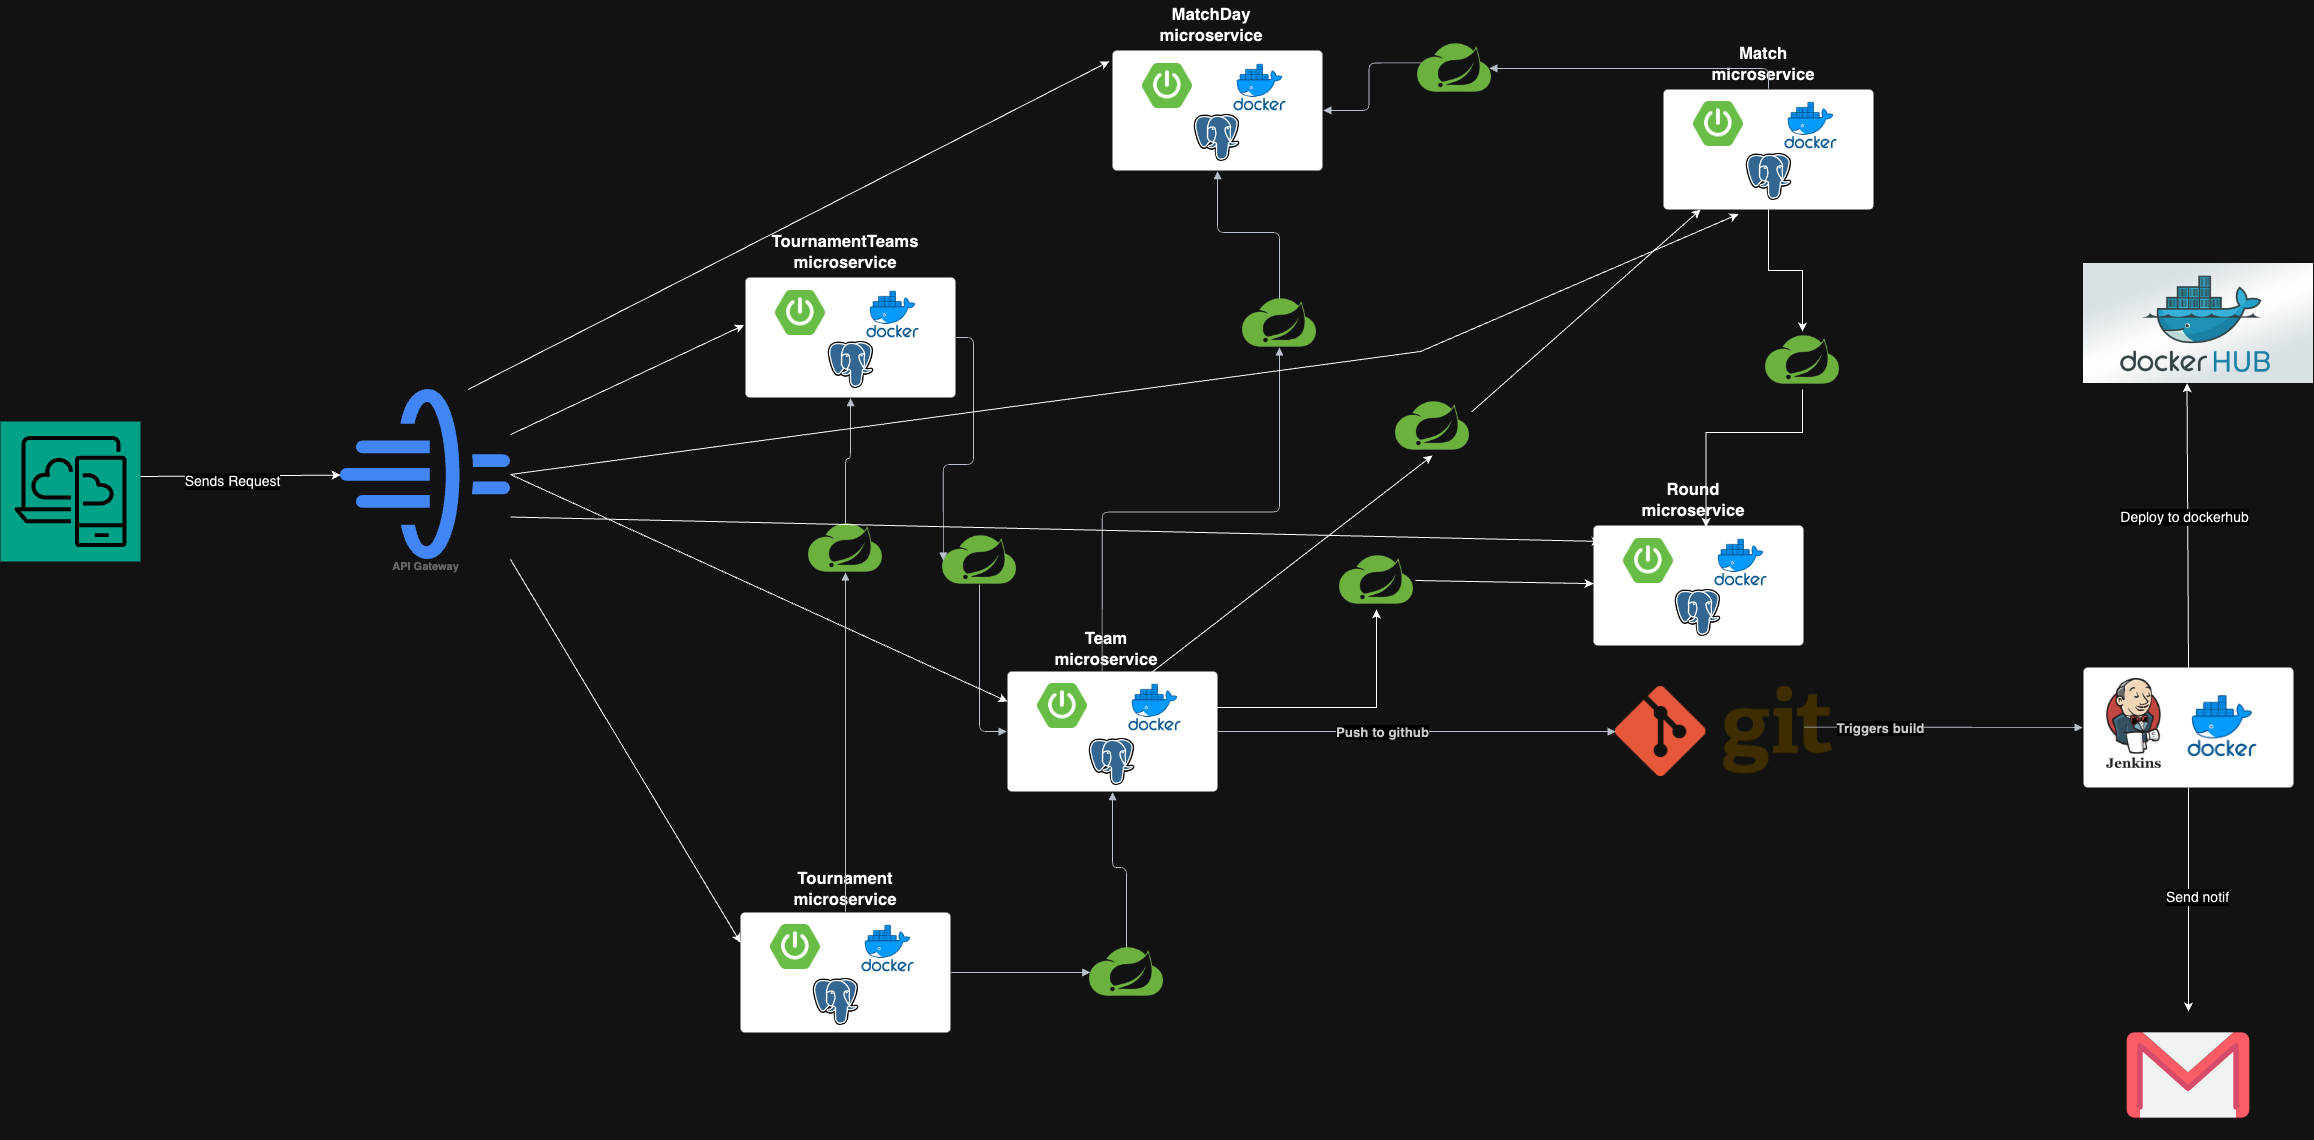 MatchDay
microservice
docker
Match
microservice
docker
TournamentTeams
microservice
docker
docker HUB
Sends Request
API Gateway
Round
microservice
docker
Deploy to dockerhub
Team
microservice
docker
Push to github
git
Triggers build
Jenkins
docker
Tournament
microservice
docker
Send notif